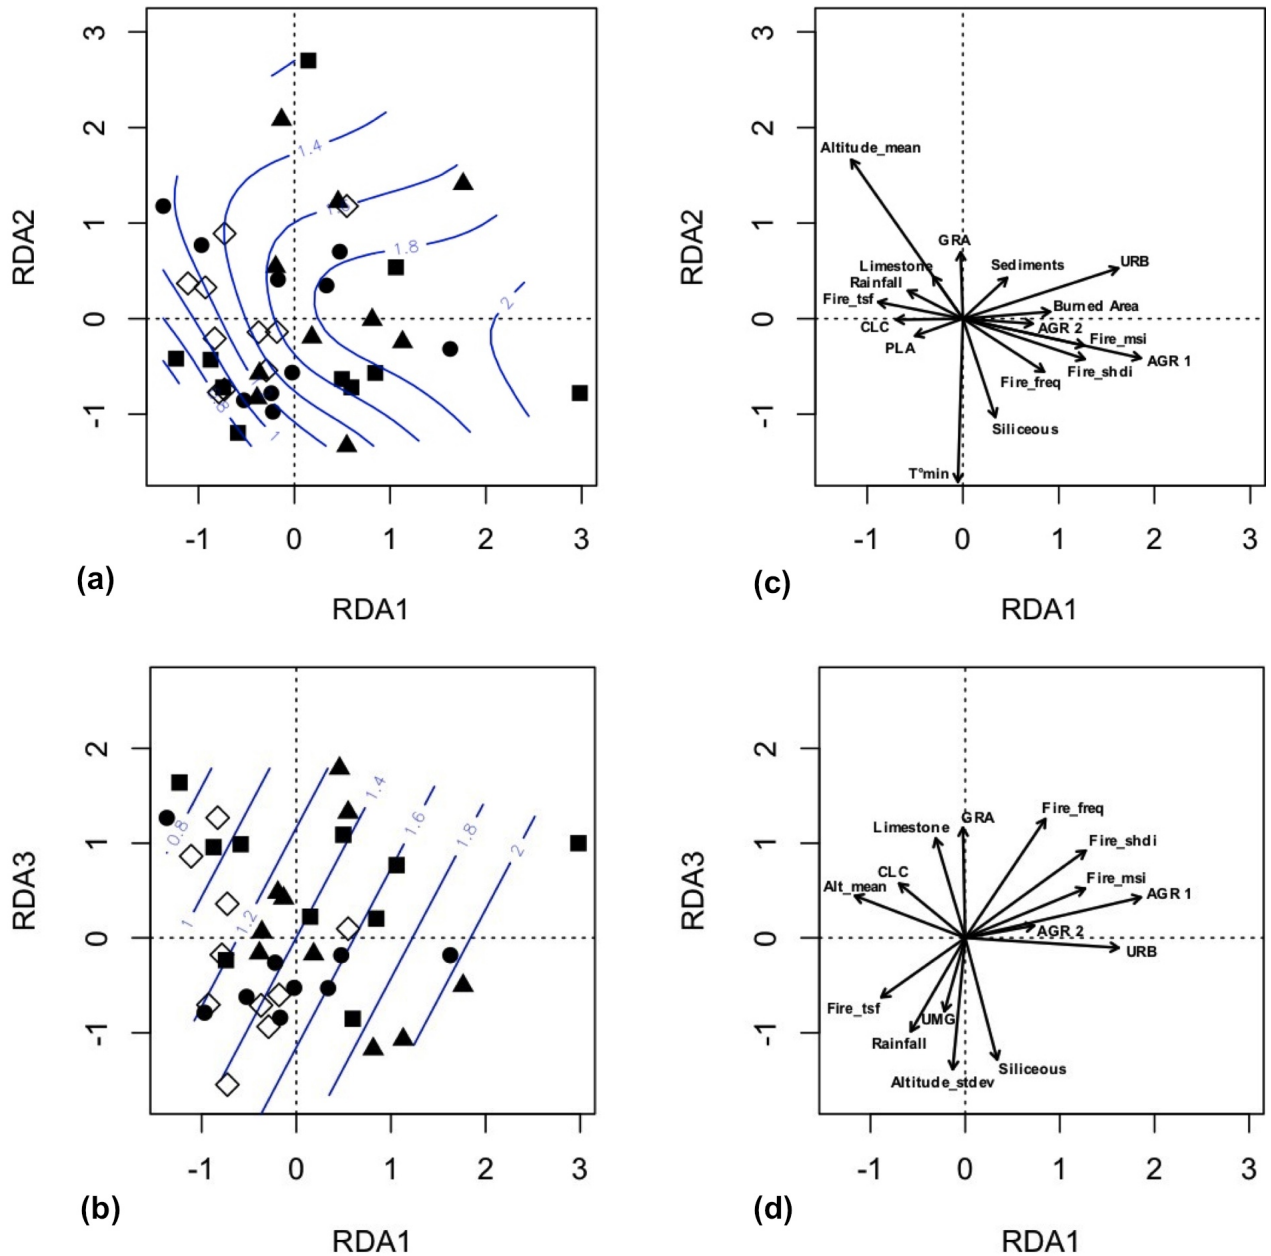 3
2
1
0
-1
RDA2
1.4
1.8
2
.8
1
-1
0
1
2
3
(a)
RDA1
3
2
1
0
-1
RDA2
Altitude_mean
GRA
Limestone
Sediments
URB
Rainfall
Fire_tsf
Burned Area
CLC
AGR 2
PLA
Fire_msi
AGR 1
Fire_shdi
Fire_freq
Siliceous
T°min
-1
0
1
2
3
(c)
RDA1
2
1
0
-1
RDA3
0.8
1
1.2
1.4
1.6
1.8
2
-1
0
1
2
3
(b)
RDA1
2
1
0
-1
RDA3
Fire_freq
GRA
Limestone
Fire_shdi
CLC
Fire_msi
Alt_mean
AGR 1
AGR 2
URB
Fire_tsf
UMG
Rainfall
Siliceous
Altitude_stdev
-1
0
1
2
3
(d)
RDA1